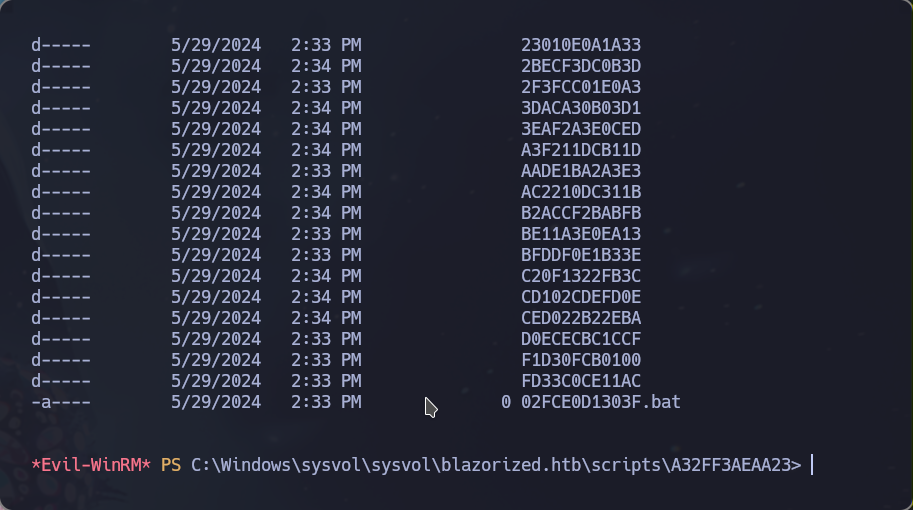 d-----         5/29/2024   2:33 PM                23010E0A1A33
d-----         5/29/2024   2:34 PM                2BECF3DC0B3D
d-----         5/29/2024   2:33 PM                2F3FCC01E0A3
d-----         5/29/2024   2:34 PM                3DACA30B03D1
d-----         5/29/2024   2:33 PM                3EAF2A3E0CED
d-----         5/29/2024   2:34 PM                A3F211DCB11D
d-----         5/29/2024   2:33 PM                AADE1BA2A3E3
d-----         5/29/2024   2:34 PM                AC2210DC311B
d-----         5/29/2024   2:34 PM                B2ACCF2BABFB
d-----         5/29/2024   2:33 PM                BE11A3E0EA13
d-----         5/29/2024   2:33 PM                BFDDF0E1B33E
d-----         5/29/2024   2:34 PM                C20F1322FB3C
d-----         5/29/2024   2:34 PM                CD102CDEFD0E
d-----         5/29/2024   2:34 PM                CED022B22EBA
d-----         5/29/2024   2:33 PM                D0ECECBC1CCF
d-----         5/29/2024   2:33 PM                F1D30FCB0100
d-----         5/29/2024   2:33 PM                FD33C0CE11AC
-a----         5/29/2024   2:33 PM              0 02FCE0D1303F.bat
*Evil-WinRM* PS C:\Windows\sysvol\sysvol\blazorized.htb\scripts\A32FF3AEAA23>